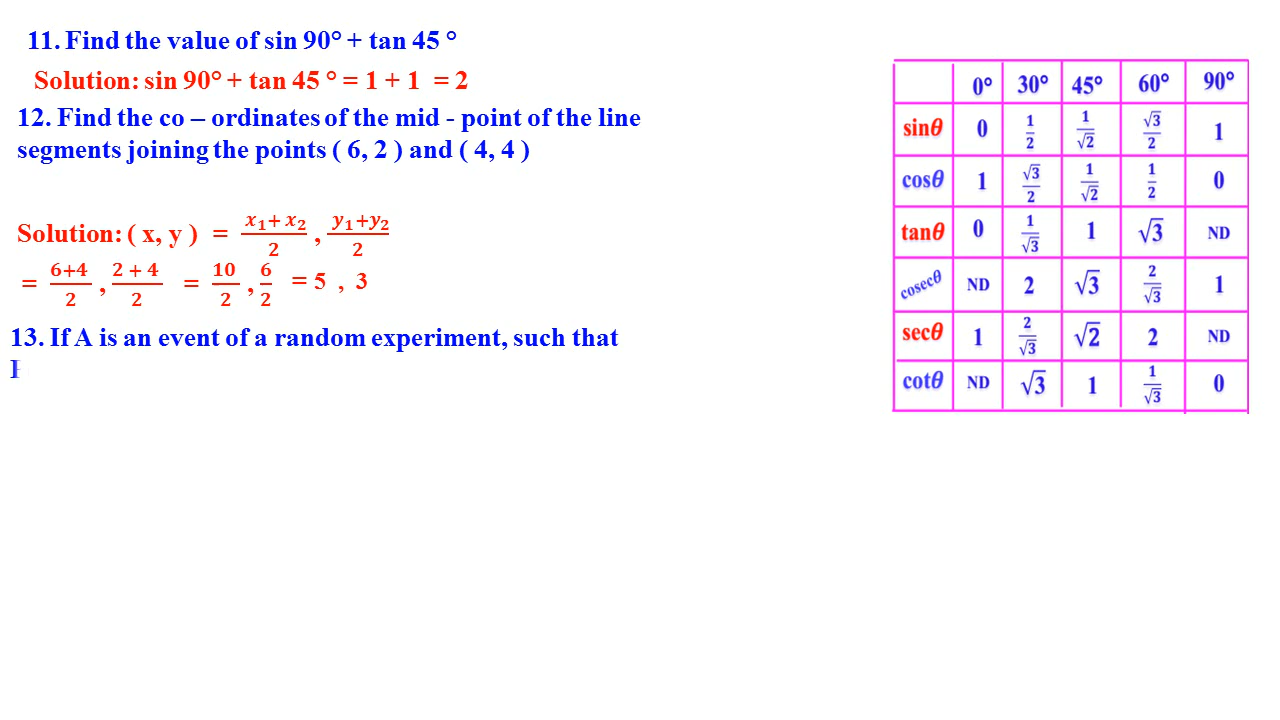 11. Find the value of sin 90° + tan 45 °
Solution: sin 90° + tan 45 ° = 1 + 1 = 2
12. Find the co – ordinates of the mid - point of the line
segments joining the points ( 6, 2 ) and ( 4, 4 )
Solution: ( x, y ) = (x₁+ x₂)/2 , (y₁+y₂)/2
= (6+4)/2 , (2 + 4)/2 = 10/2 , 6/2 = 5 , 3
13. If A is an event of a random experiment, such that
0° 30° 45° 60° 90°
sinθ 0 1/2 1/√2 √3/2 1
cosθ 1 √3/2 1/√2 1/2 0
tanθ 0 1/√3 1 √3 ND
cosecθ ND 2 √3 2/√3 1
secθ 1 2/√3 √2 2 ND
cotθ ND √3 1 1/√3 0